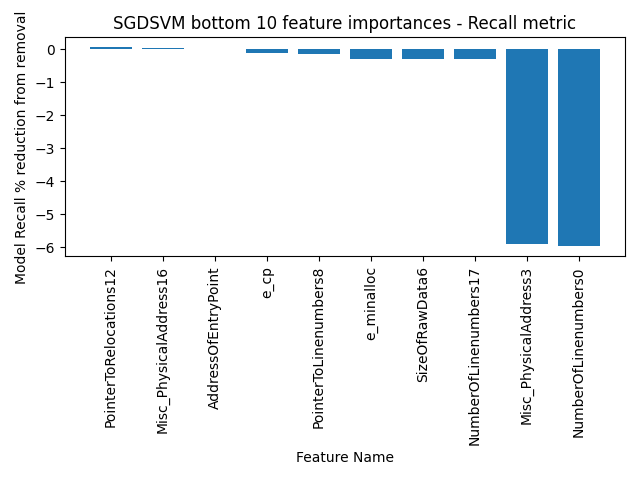 SGDSVM bottom 10 feature importances - Recall metric
Model Recall % reduction from removal
0
−1
−2
−3
−4
−5
−6
PointerToRelocations12
Misc_PhysicalAddress16
AddressOfEntryPoint
e_cp
PointerToLinenumbers8
e_minalloc
SizeOfRawData6
NumberOfLinenumbers17
Misc_PhysicalAddress3
NumberOfLinenumbers0
Feature Name